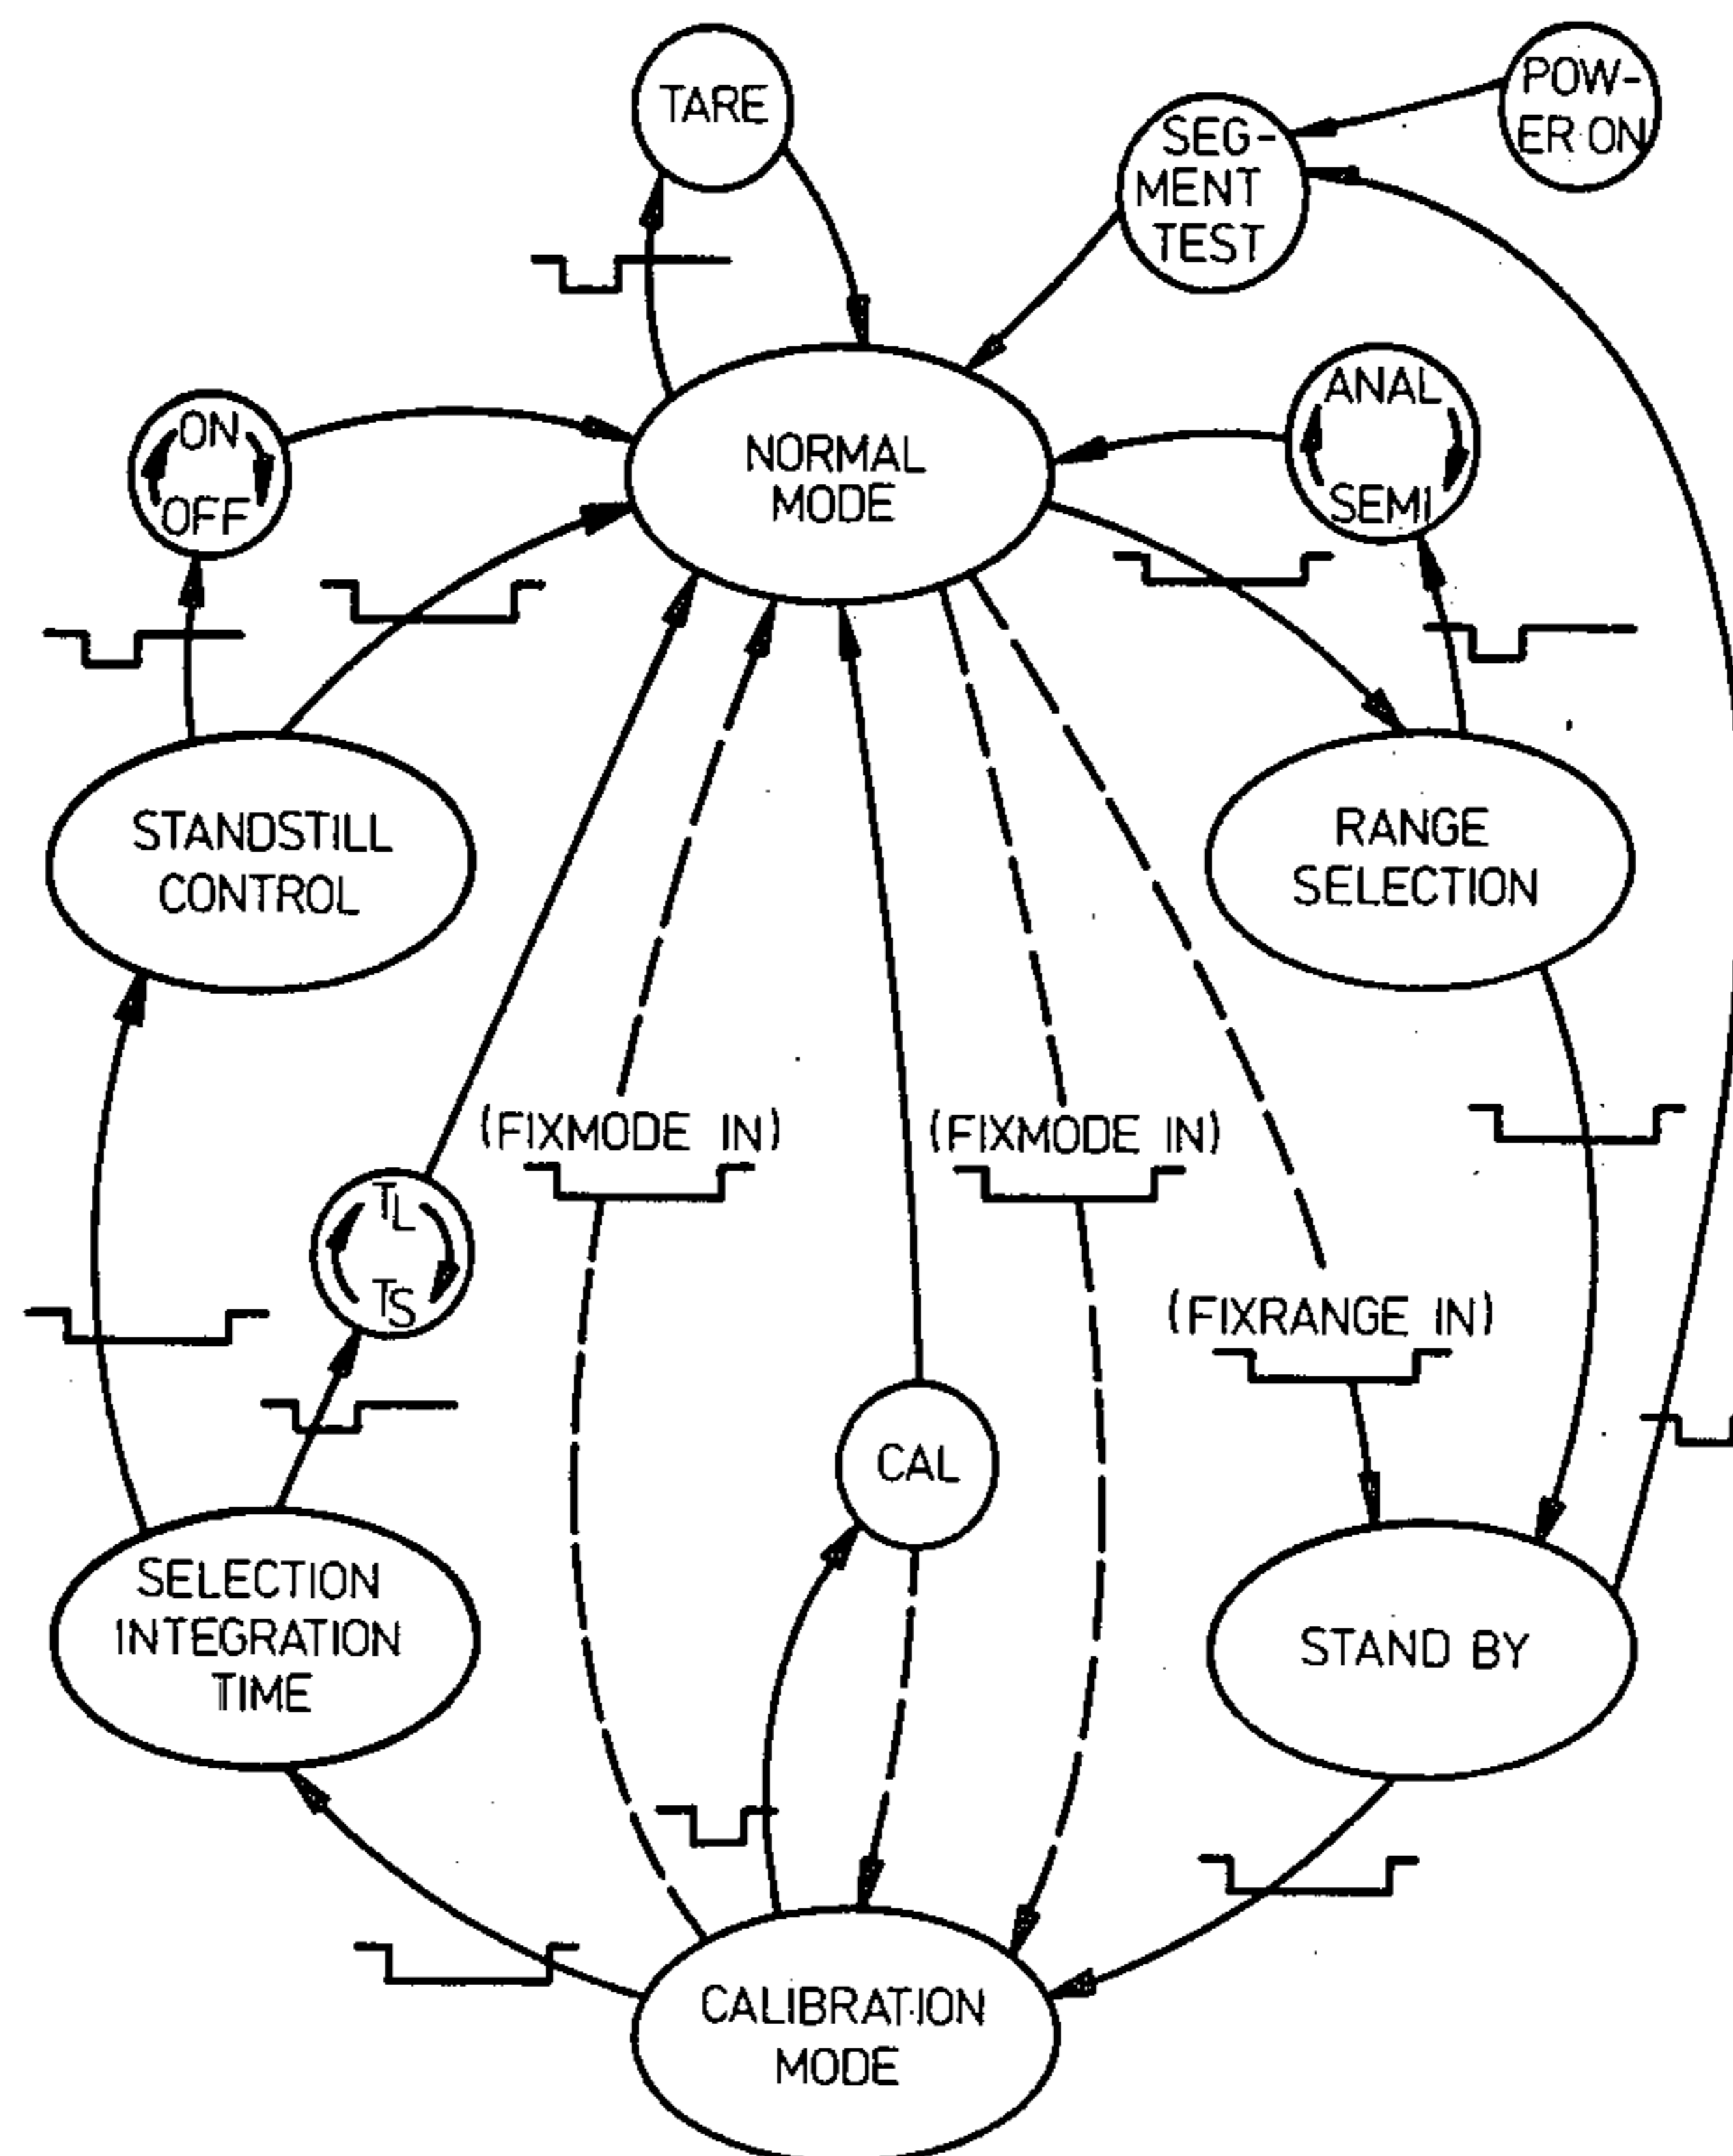 TARE
POW-
ER ON
SEG-
MENT
TEST
ON
OFF
NORMAL
MODE
ANAL
SEMI
STANDSTILL
CONTROL
RANGE
SELECTION
(FIXMODE IN)
(FIXMODE IN)
TL
TS
(FIXRANGE IN)
CAL
SELECTION
INTEGRATION
TIME
STAND BY
CALIBRATION
MODE